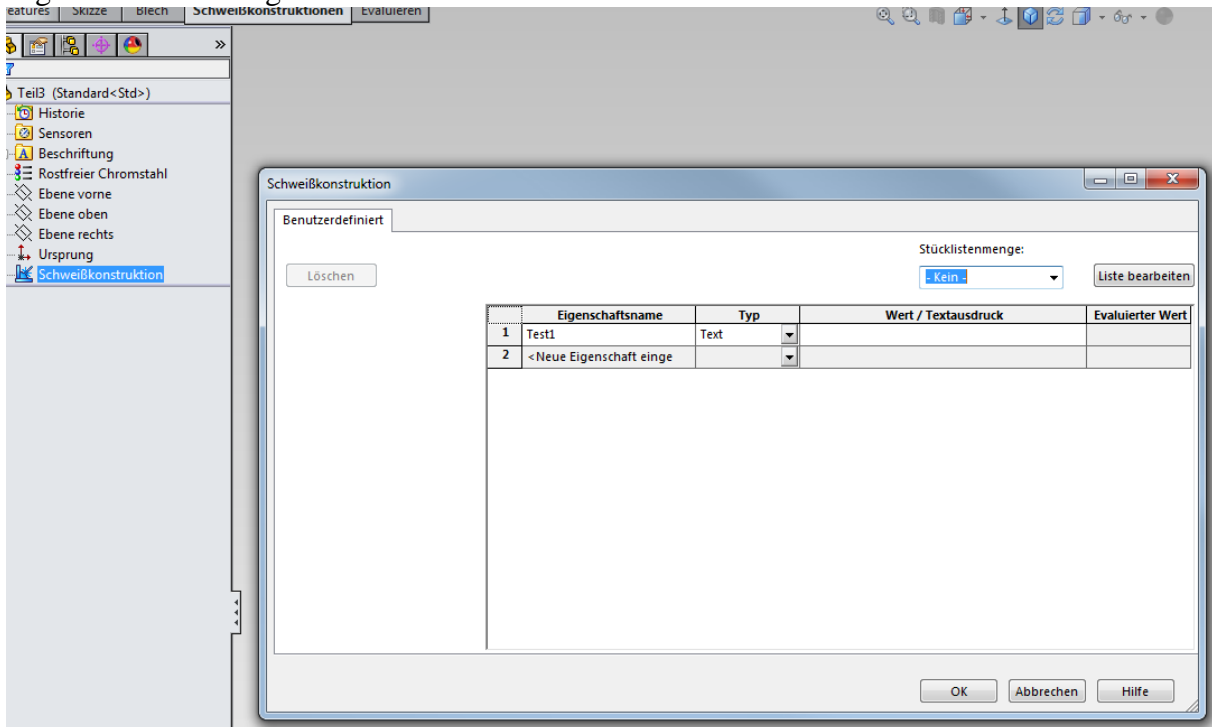 eatures Skizze Blech Schweißkonstruktionen Evaluieren
Teil3 (Standard<Std>)
Historie
Sensoren
A Beschriftung
Rostfreier Chromstahl
Ebene vorne
Ebene oben
Ebene rechts
Ursprung
Schweißkonstruktion
Schweißkonstruktion
Benutzerdefiniert
Stücklistenmenge:
Löschen
- Kein -
Liste bearbeiten
Eigenschaftsname Typ Wert / Textausdruck Evaluierter Wert
1 Test1 Text
2 <Neue Eigenschaft einge
OK Abbrechen Hilfe